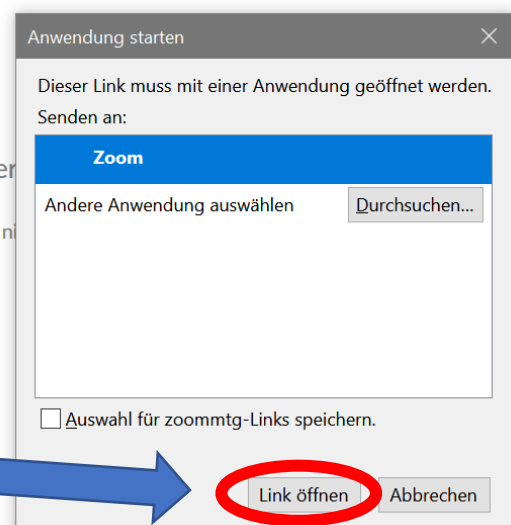 Anwendung starten
Dieser Link muss mit einer Anwendung geöffnet werden.
Senden an:
Zoom
Andere Anwendung auswählen Durchsuchen...
Auswahl für zoommtg-Links speichern.
Link öffnen Abbrechen